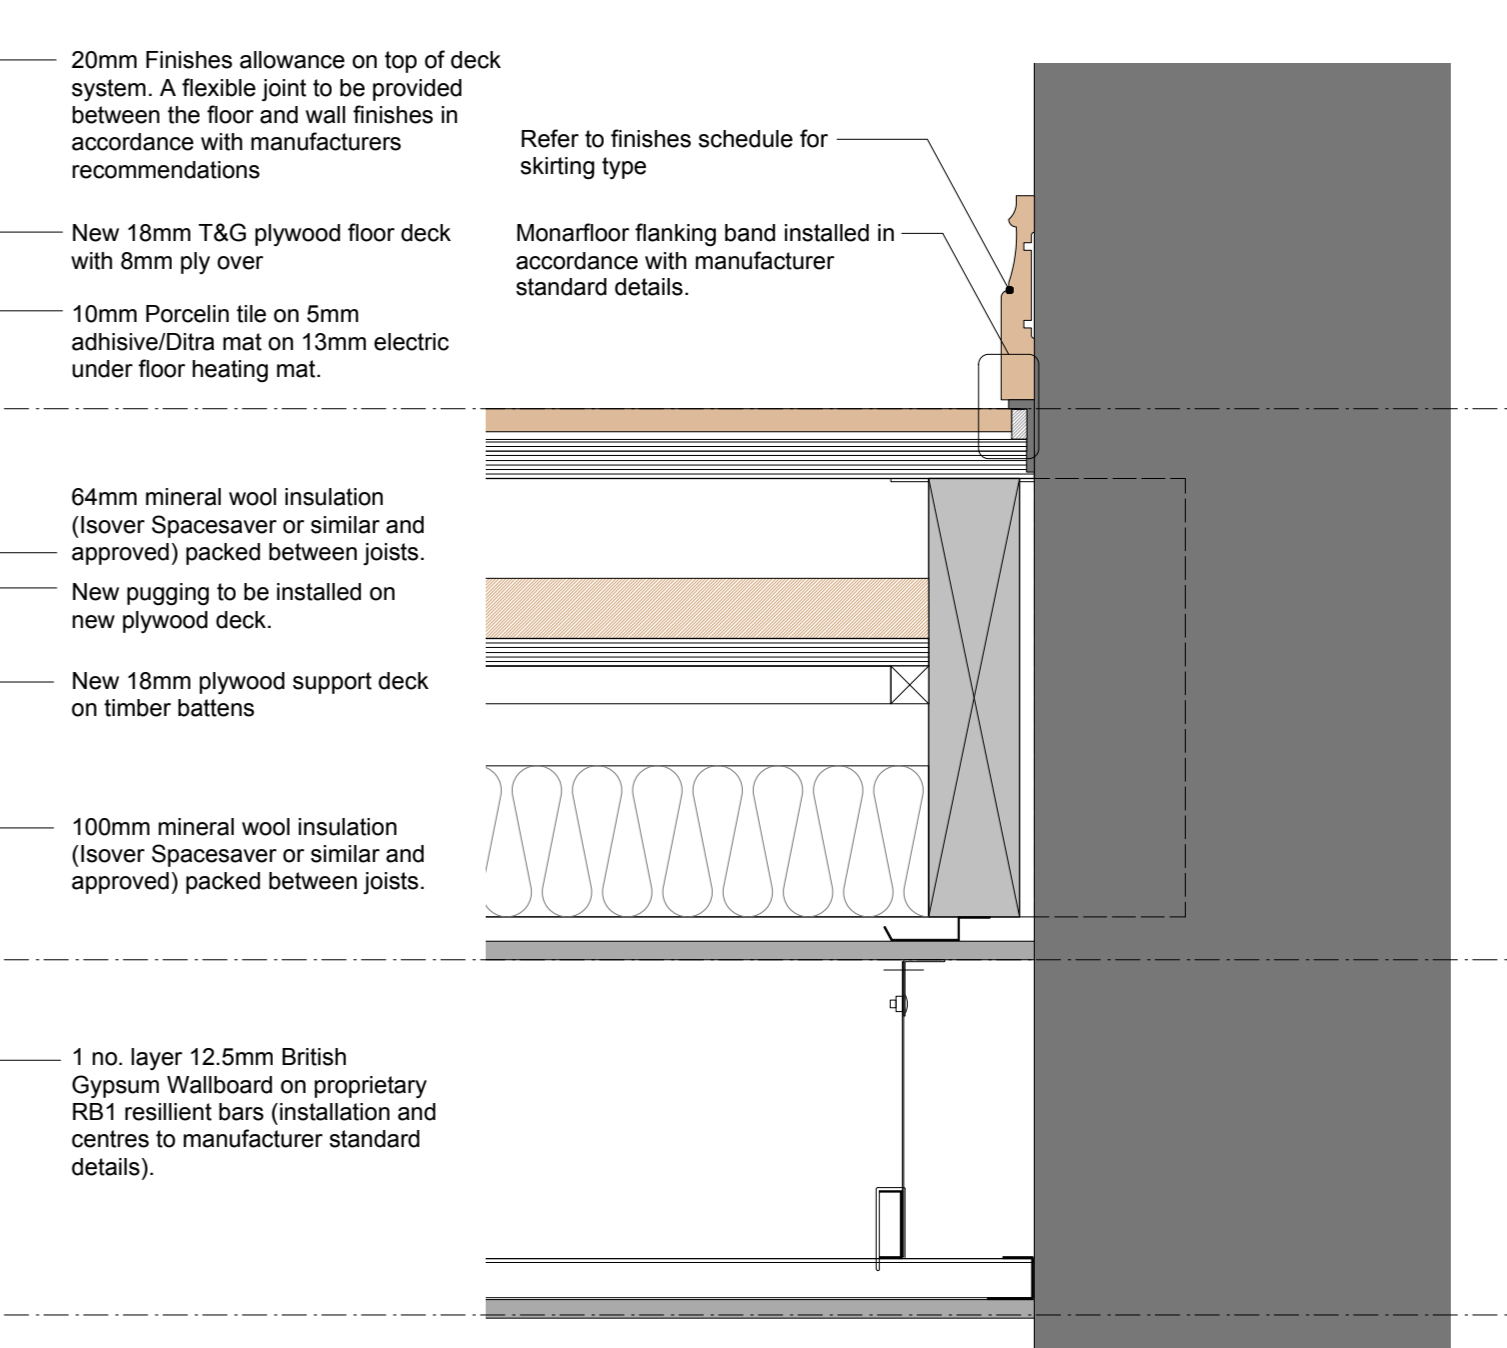 20mm Finishes allowance on top of deck
system. A flexible joint to be provided
between the floor and wall finishes in
accordance with manufacturers
recommendations
Refer to finishes schedule for
skirting type
New 18mm T&G plywood floor deck
with 8mm ply over
Monarfloor flanking band installed in
accordance with manufacturer
standard details.
10mm Porcelin tile on 5mm
adhisive/Ditra mat on 13mm electric
under floor heating mat.
64mm mineral wool insulation
(Isover Spacesaver or similar and
approved) packed between joists.
New pugging to be installed on
new plywood deck.
New 18mm plywood support deck
on timber battens
100mm mineral wool insulation
(Isover Spacesaver or similar and
approved) packed between joists.
1 no. layer 12.5mm British
Gypsum Wallboard on proprietary
RB1 resillient bars (installation and
centres to manufacturer standard
details).